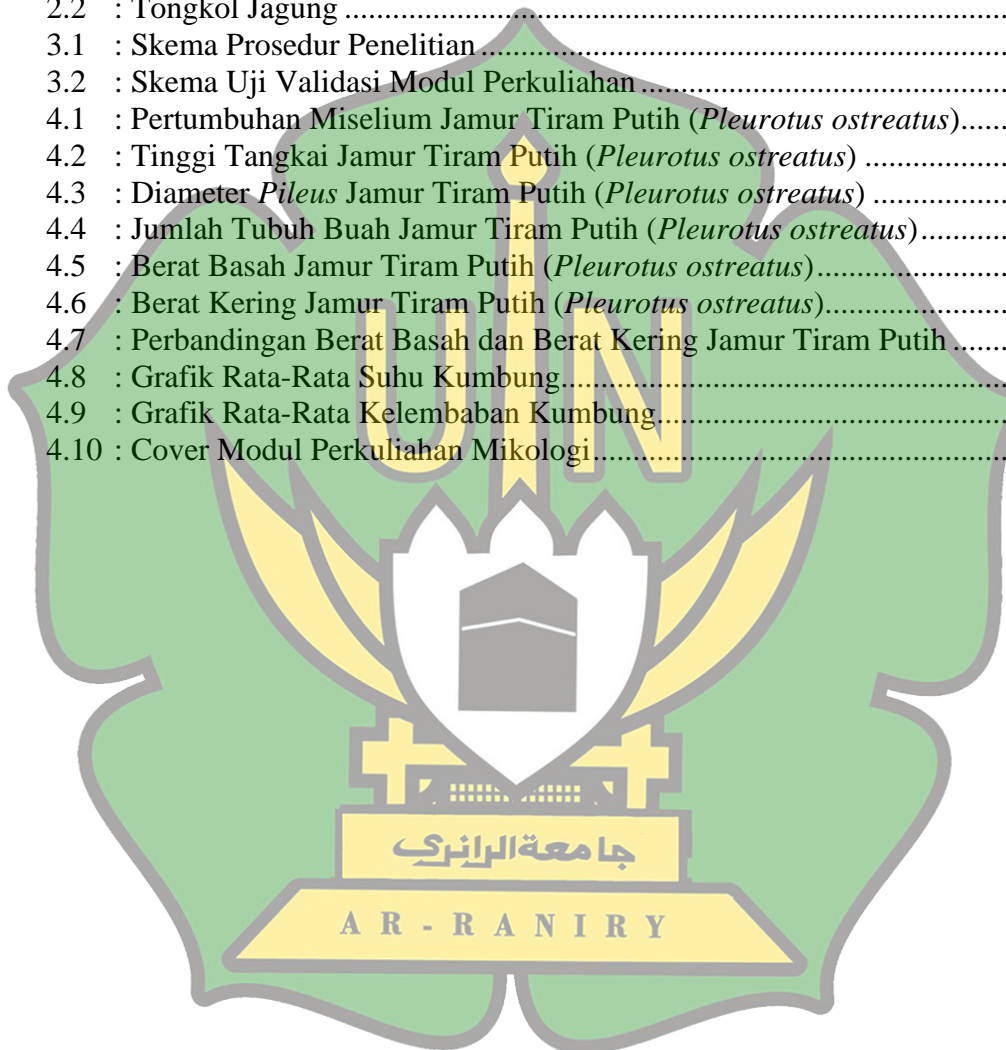 2.2 : Tongkol Jagung ........................................................................
3.1 : Skema Prosedur Penelitian ........................................................................
3.2 : Skema Uji Validasi Modul Perkuliahan ........................................................
4.1 : Pertumbuhan Miselium Jamur Tiram Putih (Pleurotus ostreatus)........
4.2 : Tinggi Tangkai Jamur Tiram Putih (Pleurotus ostreatus) ......................
4.3 : Diameter Pileus Jamur Tiram Putih (Pleurotus ostreatus) .....................
4.4 : Jumlah Tubuh Buah Jamur Tiram Putih (Pleurotus ostreatus)..............
4.5 : Berat Basah Jamur Tiram Putih (Pleurotus ostreatus)...........................
4.6 : Berat Kering Jamur Tiram Putih (Pleurotus ostreatus)..........................
4.7 : Perbandingan Berat Basah dan Berat Kering Jamur Tiram Putih ........
4.8 : Grafik Rata-Rata Suhu Kumbung................................................................
4.9 : Grafik Rata-Rata Kelembaban Kumbung....................................................
4.10 : Cover Modul Perkuliahan Mikologi............................................................
UIN
جامعة الرانري
AR-RANIRY